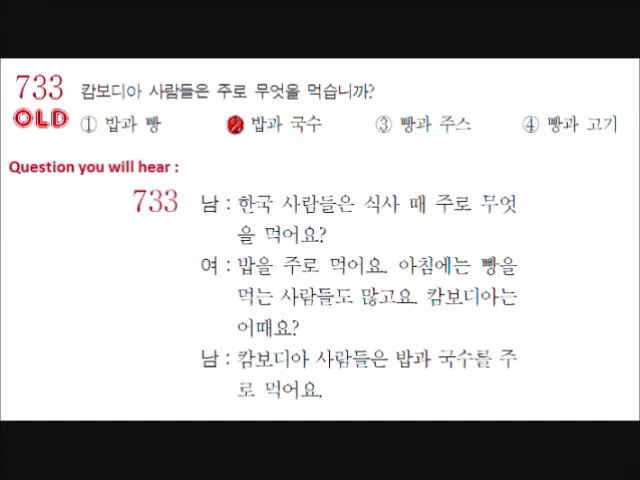 733 캄보디아 사람들은 주로 무엇을 먹습니까?
OLD ① 밥과 빵 ② 밥과 국수 ③ 빵과 주스 ④ 빵과 고기
Question you will hear :
733 남 : 한국 사람들은 식사 때 주로 무엇
을 먹어요?
여 : 밥을 주로 먹어요. 아침에는 빵을
먹는 사람들도 많고요. 캄보디아는
어때요?
남 : 캄보디아 사람들은 밥과 국수를 주
로 먹어요.